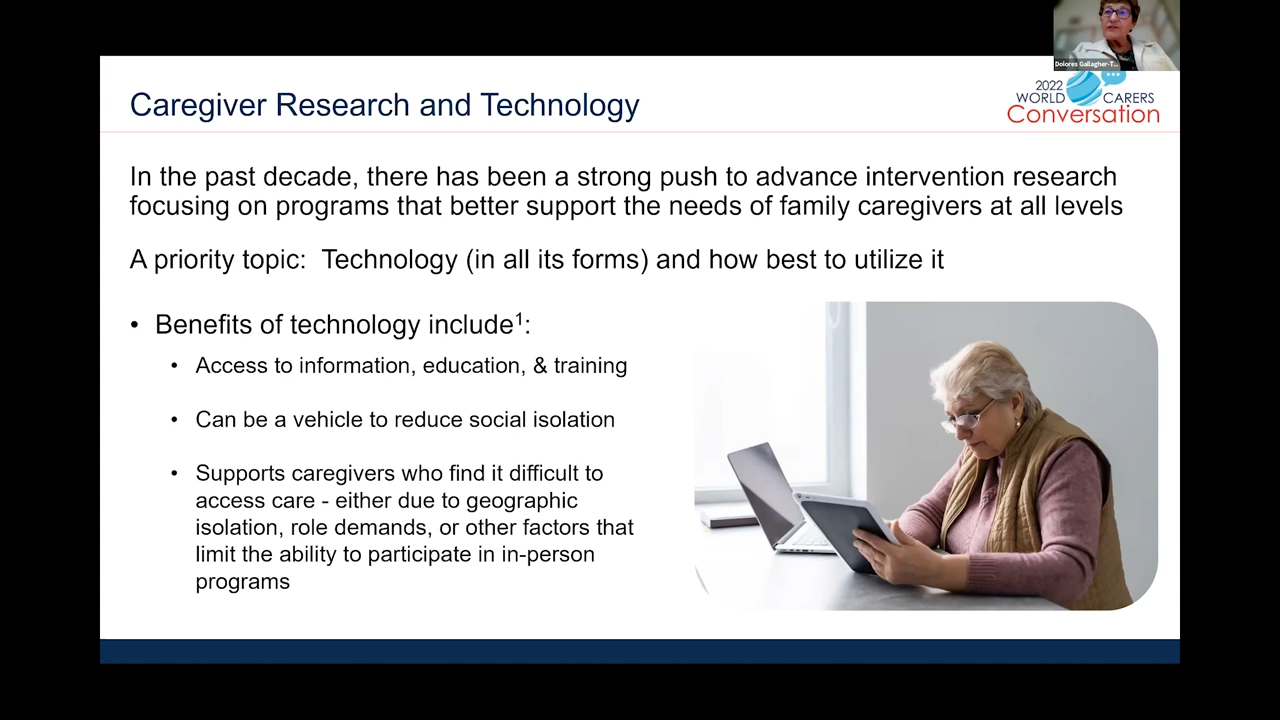 Dolores Gallagher-T...
2022
WORLD CARERS
Conversation
Caregiver Research and Technology
In the past decade, there has been a strong push to advance intervention research
focusing on programs that better support the needs of family caregivers at all levels
A priority topic: Technology (in all its forms) and how best to utilize it
• Benefits of technology include¹:
• Access to information, education, & training
• Can be a vehicle to reduce social isolation
• Supports caregivers who find it difficult to
access care - either due to geographic
isolation, role demands, or other factors that
limit the ability to participate in in-person
programs